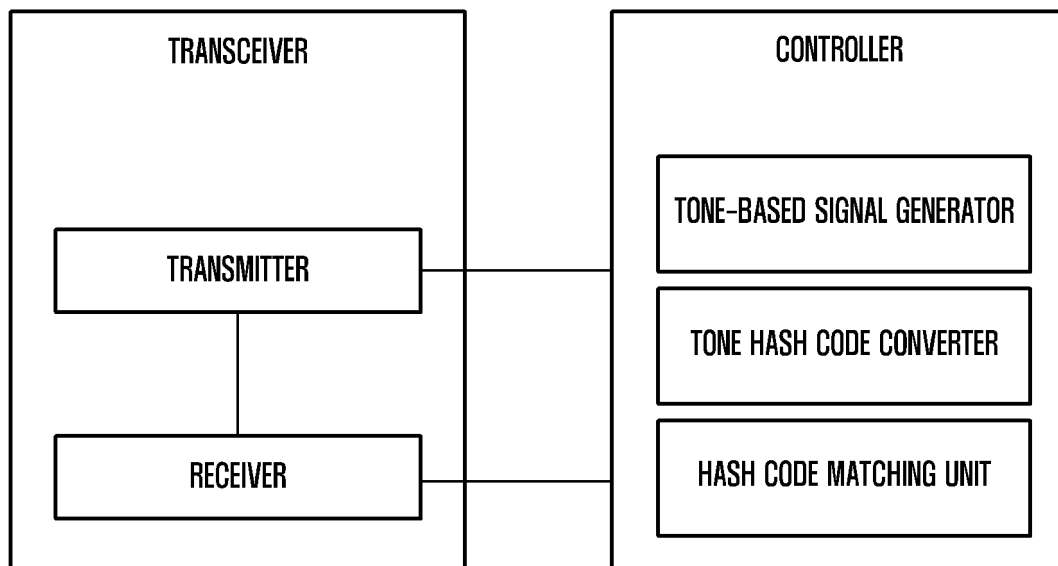 TRANSCEIVER
TRANSMITTER
RECEIVER
CONTROLLER
TONE-BASED SIGNAL GENERATOR
TONE HASH CODE CONVERTER
HASH CODE MATCHING UNIT